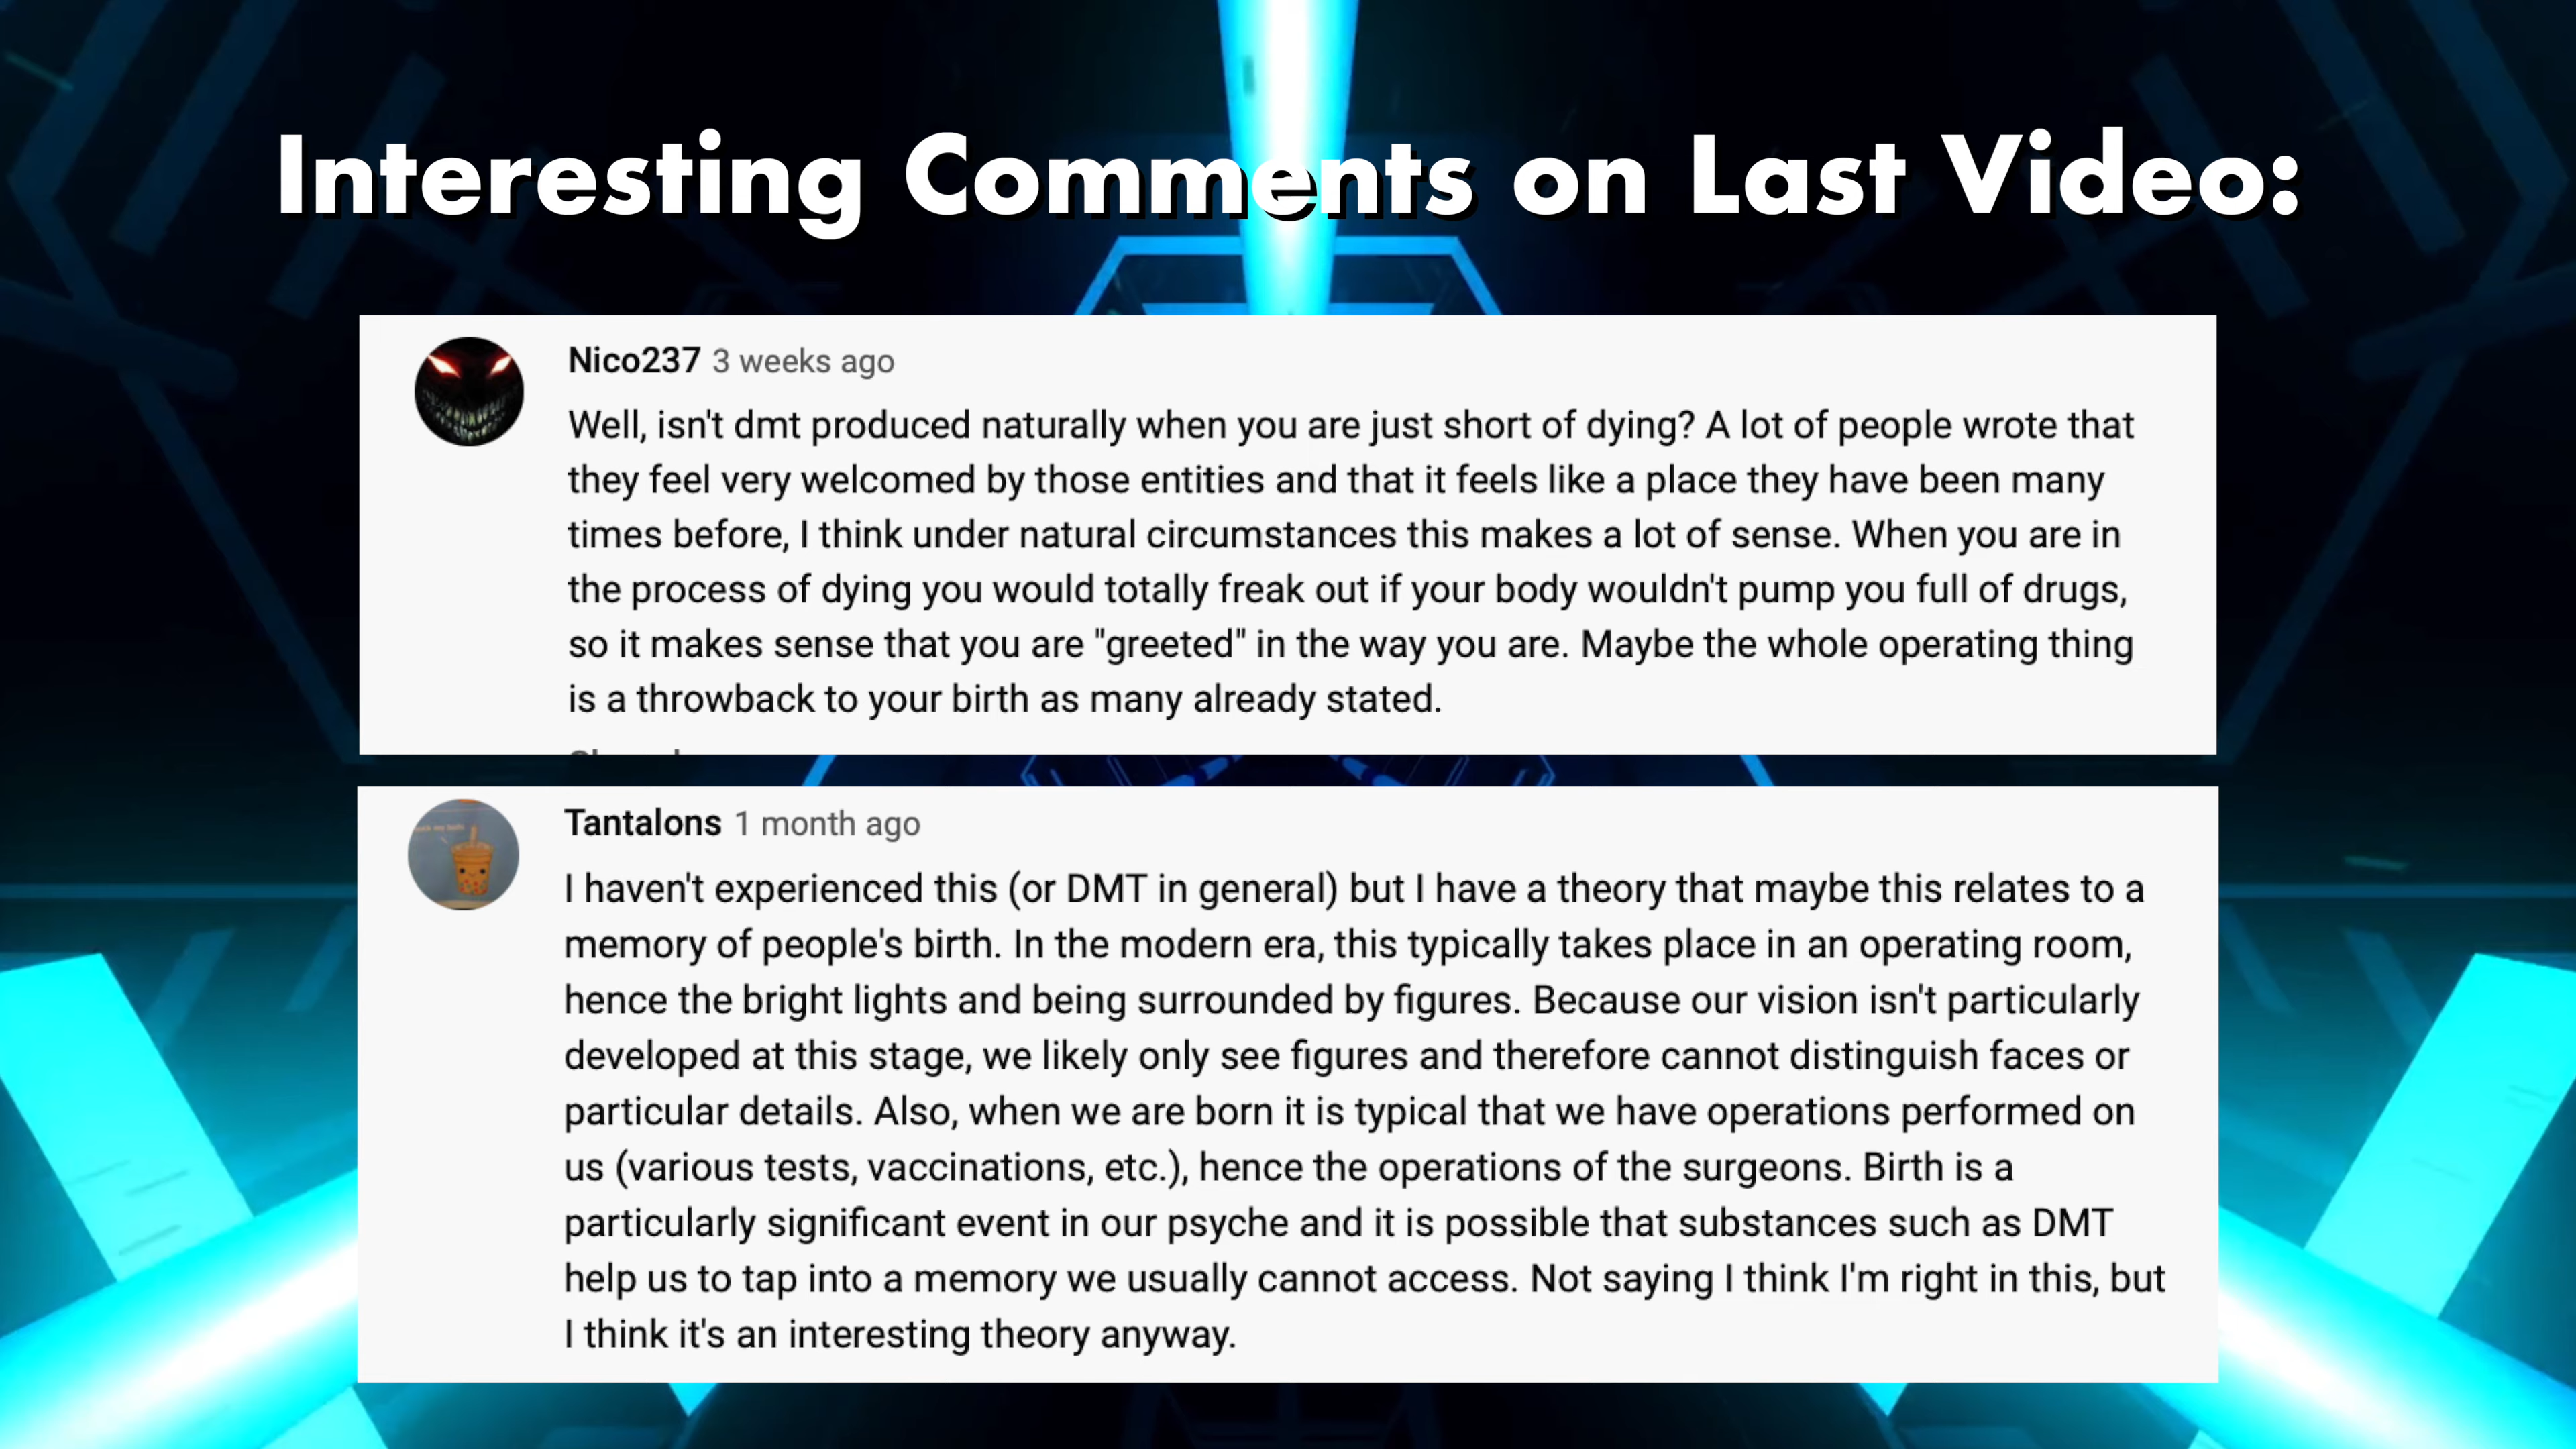 Interesting Comments on Last Video:
Nico237 3 weeks ago
Well, isn't dmt produced naturally when you are just short of dying? A lot of people wrote that
they feel very welcomed by those entities and that it feels like a place they have been many
times before, I think under natural circumstances this makes a lot of sense. When you are in
the process of dying you would totally freak out if your body wouldn't pump you full of drugs,
so it makes sense that you are "greeted" in the way you are. Maybe the whole operating thing
is a throwback to your birth as many already stated.
Tantalons 1 month ago
I haven't experienced this (or DMT in general) but I have a theory that maybe this relates to a
memory of people's birth. In the modern era, this typically takes place in an operating room,
hence the bright lights and being surrounded by figures. Because our vision isn't particularly
developed at this stage, we likely only see figures and therefore cannot distinguish faces or
particular details. Also, when we are born it is typical that we have operations performed on
us (various tests, vaccinations, etc.), hence the operations of the surgeons. Birth is a
particularly significant event in our psyche and it is possible that substances such as DMT
help us to tap into a memory we usually cannot access. Not saying I think I'm right in this, but
I think it's an interesting theory anyway.